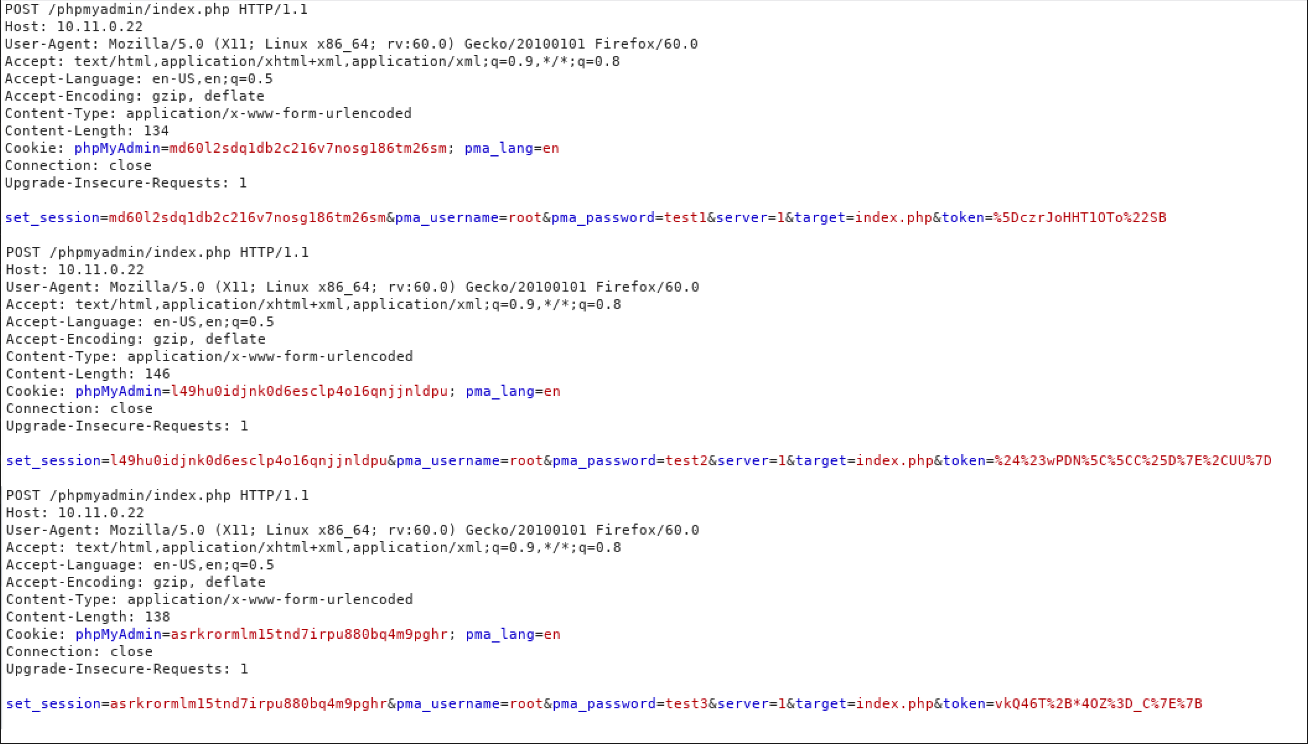 POST /phpmyadmin/index.php HTTP/1.1
Host: 10.11.0.22
User-Agent: Mozilla/5.0 (X11; Linux x86_64; rv:60.0) Gecko/20100101 Firefox/60.0
Accept: text/html,application/xhtml+xml,application/xml;q=0.9,*/*;q=0.8
Accept-Language: en-US,en;q=0.5
Accept-Encoding: gzip, deflate
Content-Type: application/x-www-form-urlencoded
Content-Length: 134
Cookie: phpMyAdmin=md60l2sdq1db2c216v7nosg186tm26sm; pma_lang=en
Connection: close
Upgrade-Insecure-Requests: 1
set_session=md60l2sdq1db2c216v7nosg186tm26sm&pma_username=root&pma_password=test1&server=1&target=index.php&token=%5DczrJoHHT1OTo%22SB
POST /phpmyadmin/index.php HTTP/1.1
Host: 10.11.0.22
User-Agent: Mozilla/5.0 (X11; Linux x86_64; rv:60.0) Gecko/20100101 Firefox/60.0
Accept: text/html,application/xhtml+xml,application/xml;q=0.9,*/*;q=0.8
Accept-Language: en-US,en;q=0.5
Accept-Encoding: gzip, deflate
Content-Type: application/x-www-form-urlencoded
Content-Length: 146
Cookie: phpMyAdmin=l49hu0idjnk0d6esclp4o16qnjjnldpu; pma_lang=en
Connection: close
Upgrade-Insecure-Requests: 1
set_session=l49hu0idjnk0d6esclp4o16qnjjnldpu&pma_username=root&pma_password=test2&server=1&target=index.php&token=%24%23wPDN%5C%5CC%25D%7E%2CUU%7D
POST /phpmyadmin/index.php HTTP/1.1
Host: 10.11.0.22
User-Agent: Mozilla/5.0 (X11; Linux x86_64; rv:60.0) Gecko/20100101 Firefox/60.0
Accept: text/html,application/xhtml+xml,application/xml;q=0.9,*/*;q=0.8
Accept-Language: en-US,en;q=0.5
Accept-Encoding: gzip, deflate
Content-Type: application/x-www-form-urlencoded
Content-Length: 138
Cookie: phpMyAdmin=asrkrormlm15tnd7irpu880bq4m9pghr; pma_lang=en
Connection: close
Upgrade-Insecure-Requests: 1
set_session=asrkrormlm15tnd7irpu880bq4m9pghr&pma_username=root&pma_password=test3&server=1&target=index.php&token=vkQ46T%2B*4OZ%3D_C%7E%7B